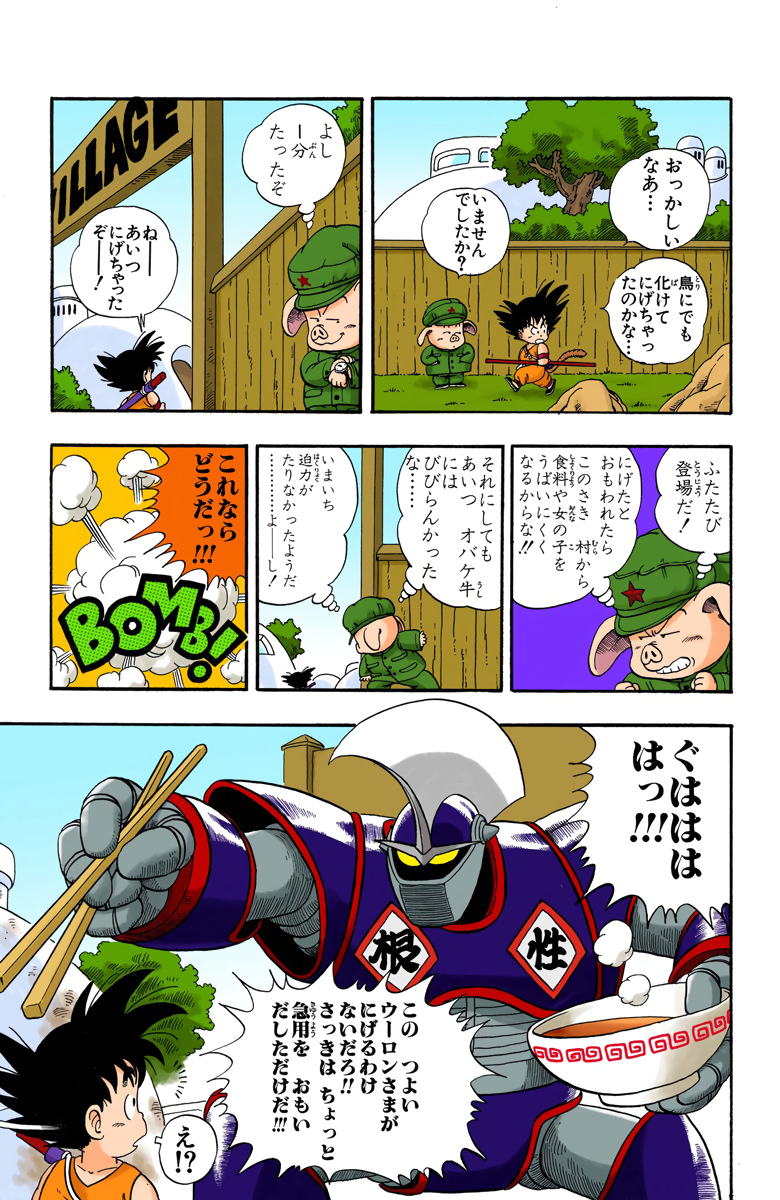 おっかしい
なあ…
いません
でしたか？
鳥にでも
化けて
にげちゃっ
たのかな…
よし
1分
たったぞ
VILLAGE
ねー
あいつ
にげちゃった
ぞーー！
ふたたび
登場だ！
にげたと
おもわれたら
このさき　村から
食料や女の子を
うばいにくく
なるからな!!
それにしても
あいつ　オバケ牛
には
びびらんかった
な……
いまいち
迫力が
たりなかったようだ
…………よーし！
これなら
どうだっ!!!
BOMB!
ぐははは
はっ!!!
根
性
この　つよい
ウーロンさまが
にげるわけ
ないだろ!!
さっきは　ちょっと
急用を　おもい
だしただけだ!!!
え!?